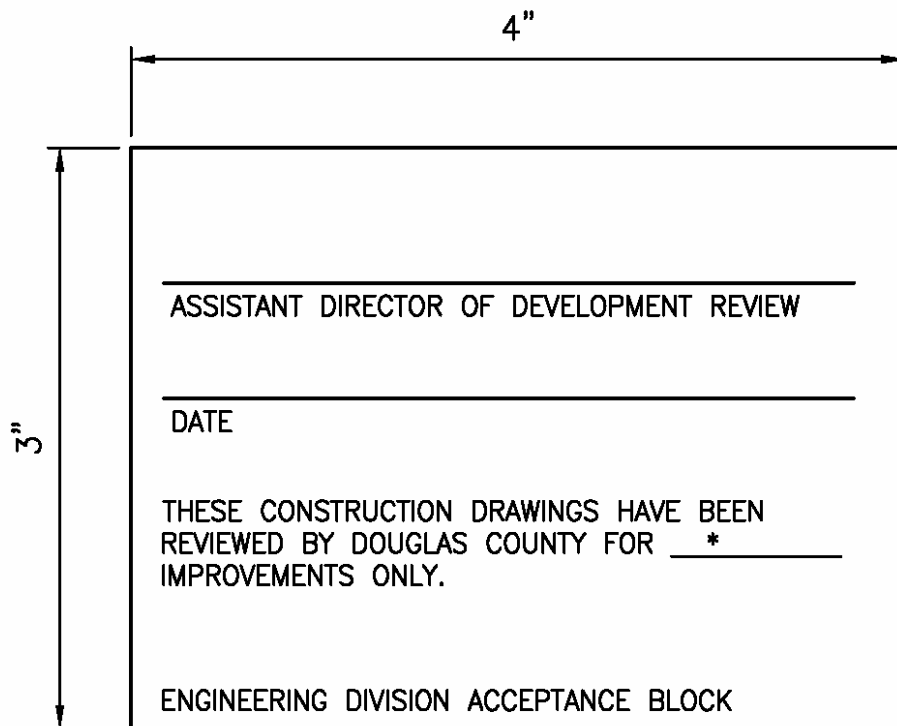 4"
3"
ASSISTANT DIRECTOR OF DEVELOPMENT REVIEW
DATE
THESE CONSTRUCTION DRAWINGS HAVE BEEN
REVIEWED BY DOUGLAS COUNTY FOR *
IMPROVEMENTS ONLY.
ENGINEERING DIVISION ACCEPTANCE BLOCK